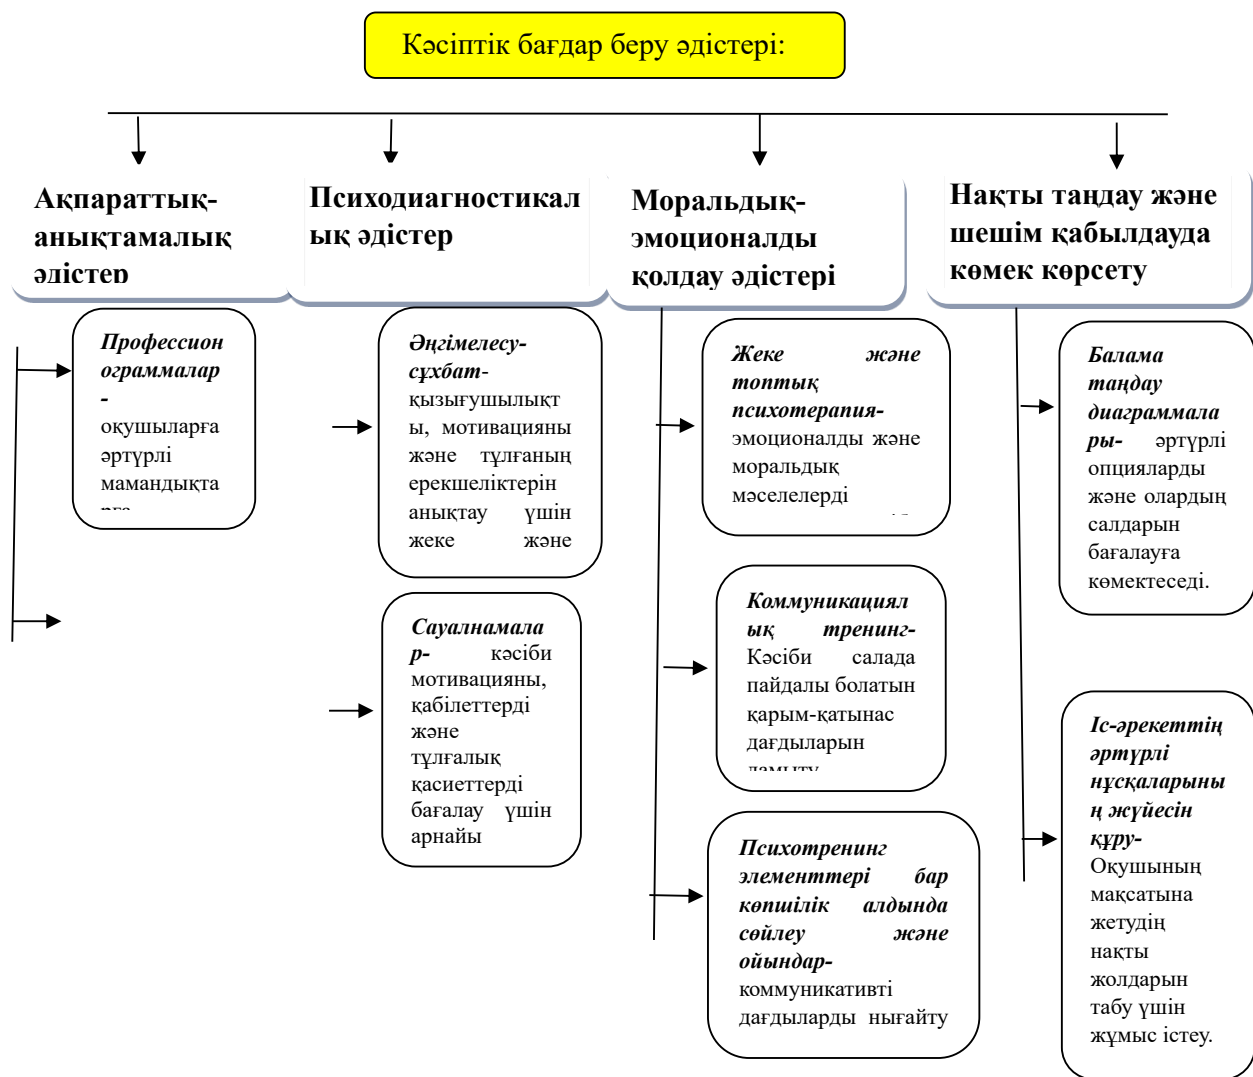 Кәсіптік бағдар беру әдістері:
Ақпараттық-
анықтамалық
әдістер
Психодиагностикал
ық әдістер
Моральдық-
эмоционалды
қолдау әдістері
Нақты таңдау және
шешім қабылдауда
көмек көрсету
Профессион
ограммалар
-
оқушыларға
әртүрлі
мамандықта
Әңгімелесу-
сұхбат-
қызығушылықт
ы, мотивацияны
және тұлғаның
ерекшеліктерін
анықтау үшін
жеке және
Сауалнамала
р- кәсіби
мотивацияны,
қабілеттерді
және
тұлғалық
қасиеттерді
бағалау үшін
арнайы
Жеке және
топтық
психотерапия-
эмоционалды және
моральдық
мәселелерді
Коммуникациял
ық тренинг-
Кәсіби салада
пайдалы болатын
қарым-қатынас
дағдыларын
дамыту
Психотренинг
элементтері бар
көпшілік алдында
сөйлеу және
ойындар-
коммуникативті
дағдыларды нығайту
Балама
таңдау
диаграммала
ры- әртүрлі
опцияларды
және олардың
салдарын
бағалауға
көмектеседі.
Іс-әрекеттің
әртүрлі
нұсқаларыны
ң жүйесін
құру-
Оқушының
мақсатына
жетудің
нақты
жолдарын
табу үшін
жұмыс істеу.